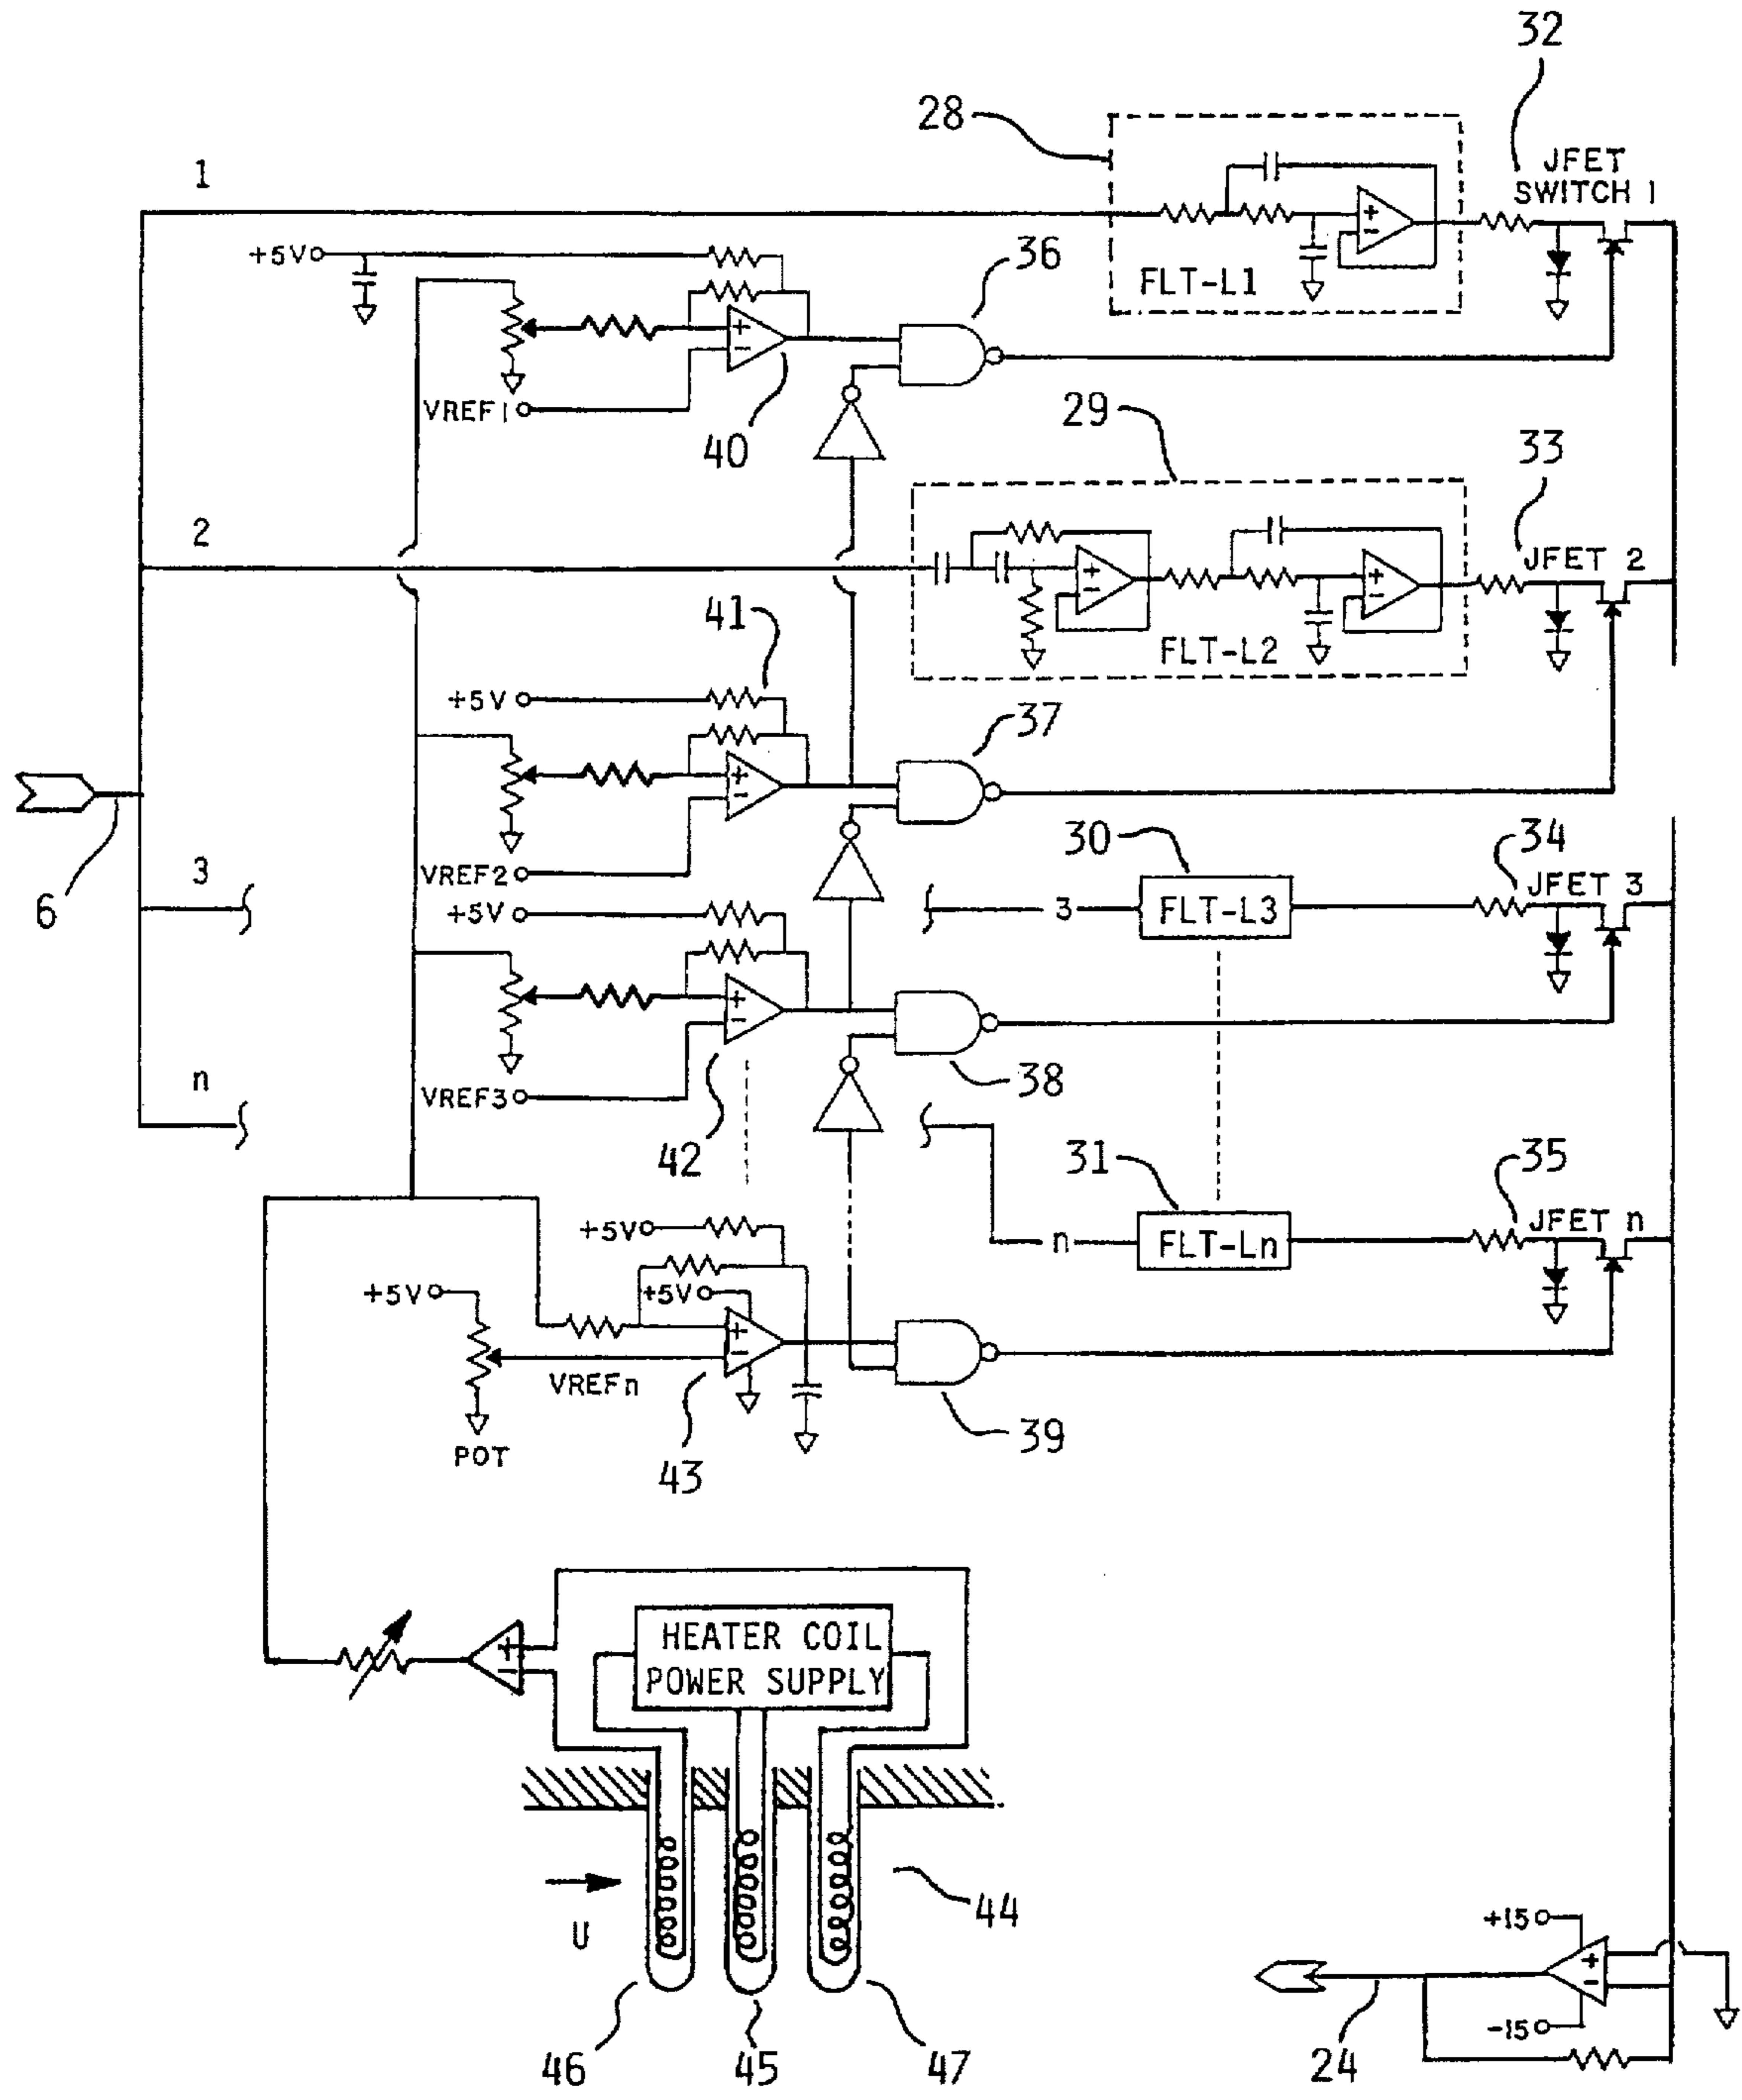 32
28
JFET
SWITCH 1
1
+5V
36
+
-
FLT-L1
+
-
VREF1
40
29
33
2
JFET 2
+
-
+
-
41
FLT-L2
+5V
37
+
-
30
34
VREF2
3
JFET 3
6
+5V
3
FLT-L3
+
-
n
38
VREF3
42
31
35
JFET n
+5V
n
FLT-Ln
+5V
+5V
+
-
VREFn
39
POT
43
HEATER COIL
POWER SUPPLY
+
-
44
U
+15
+
-
-15
46
45
47
24